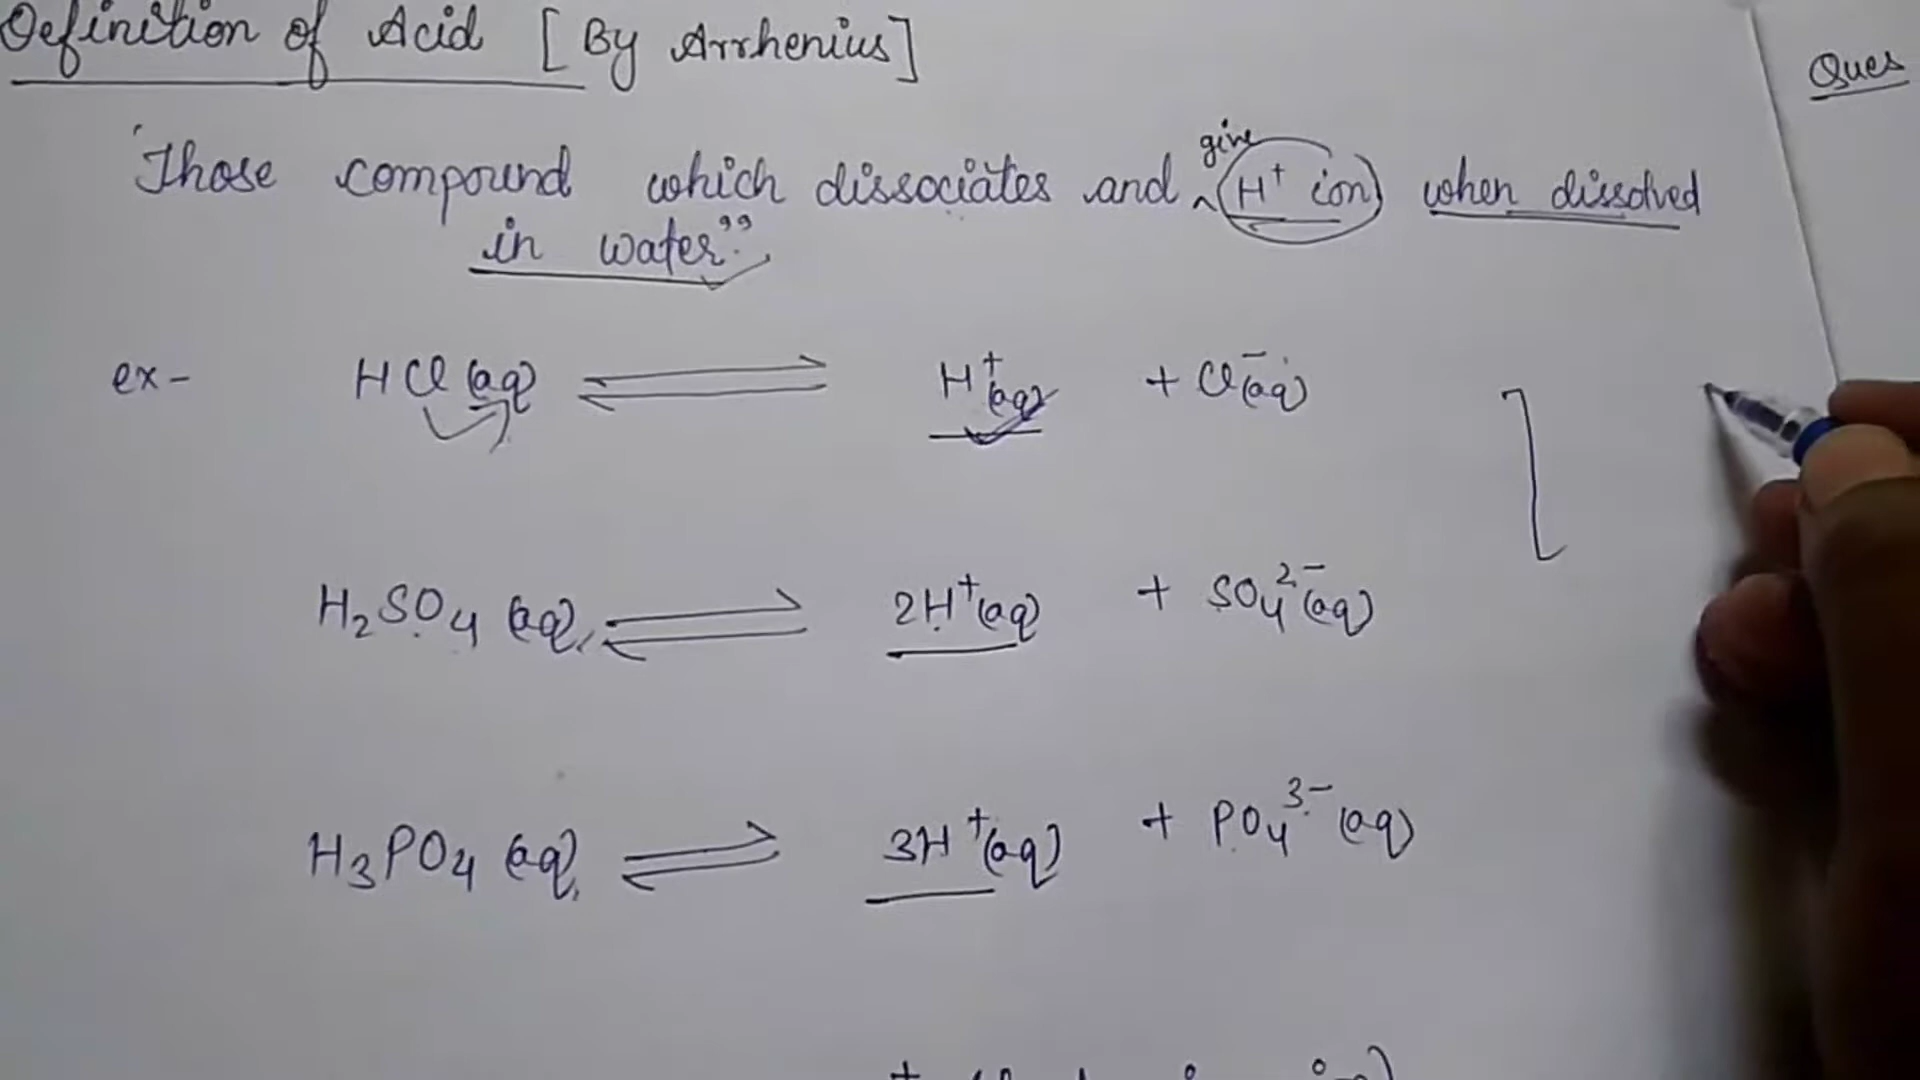 Definition of Acid [By Arrhenius]
Ques
"Those compound which dissociates and give H⁺ ion when dissolved
in water"
ex- HCl (aq) ⇌ H⁺(aq) + Cl⁻(aq)
H₂SO₄ (aq) ⇌ 2H⁺(aq) + SO₄²⁻(aq)
H₃PO₄ (aq) ⇌ 3H⁺(aq) + PO₄³⁻(aq)